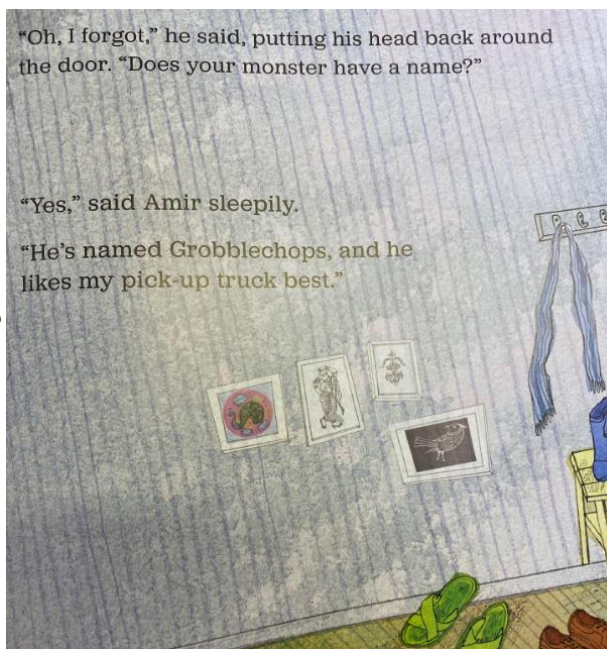 “Oh, I forgot,” he said, putting his head back around
the door. “Does your monster have a name?”
“Yes,” said Amir sleepily.
“He’s named Grobblechops, and he
likes my pick-up truck best.”